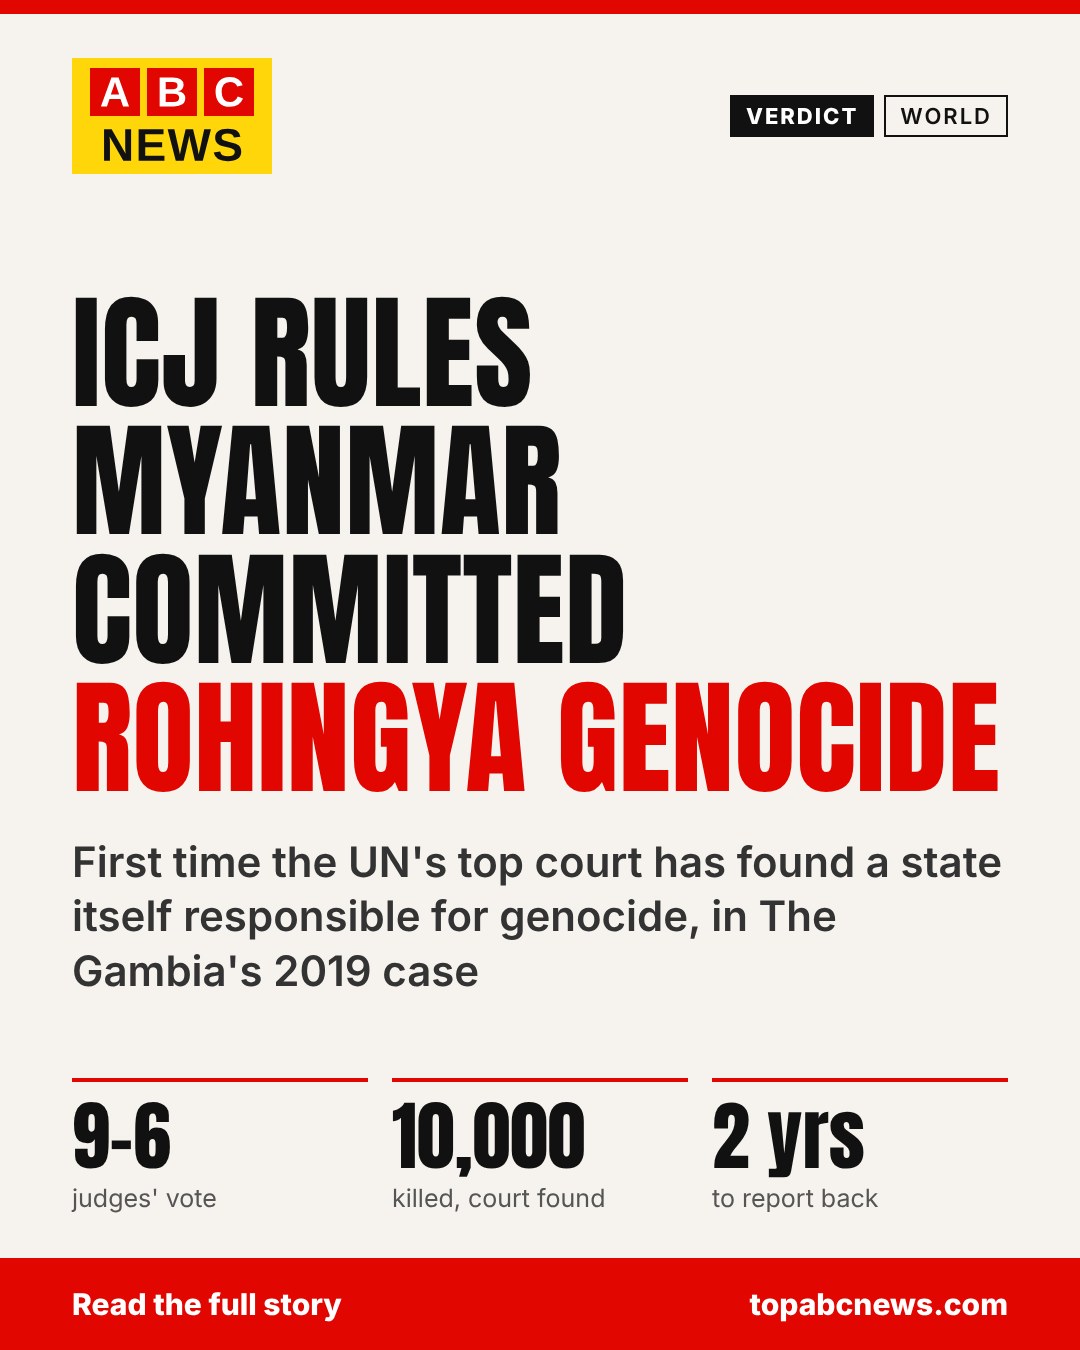 ABC
NEWS
VERDICT
WORLD
ICJ RULES
MYANMAR
COMMITTED
ROHINGYA GENOCIDE
First time the UN's top court has found a state
itself responsible for genocide, in The
Gambia's 2019 case
9-6
judges' vote
10,000
killed, court found
2 yrs
to report back
Read the full story
topabcnews.com